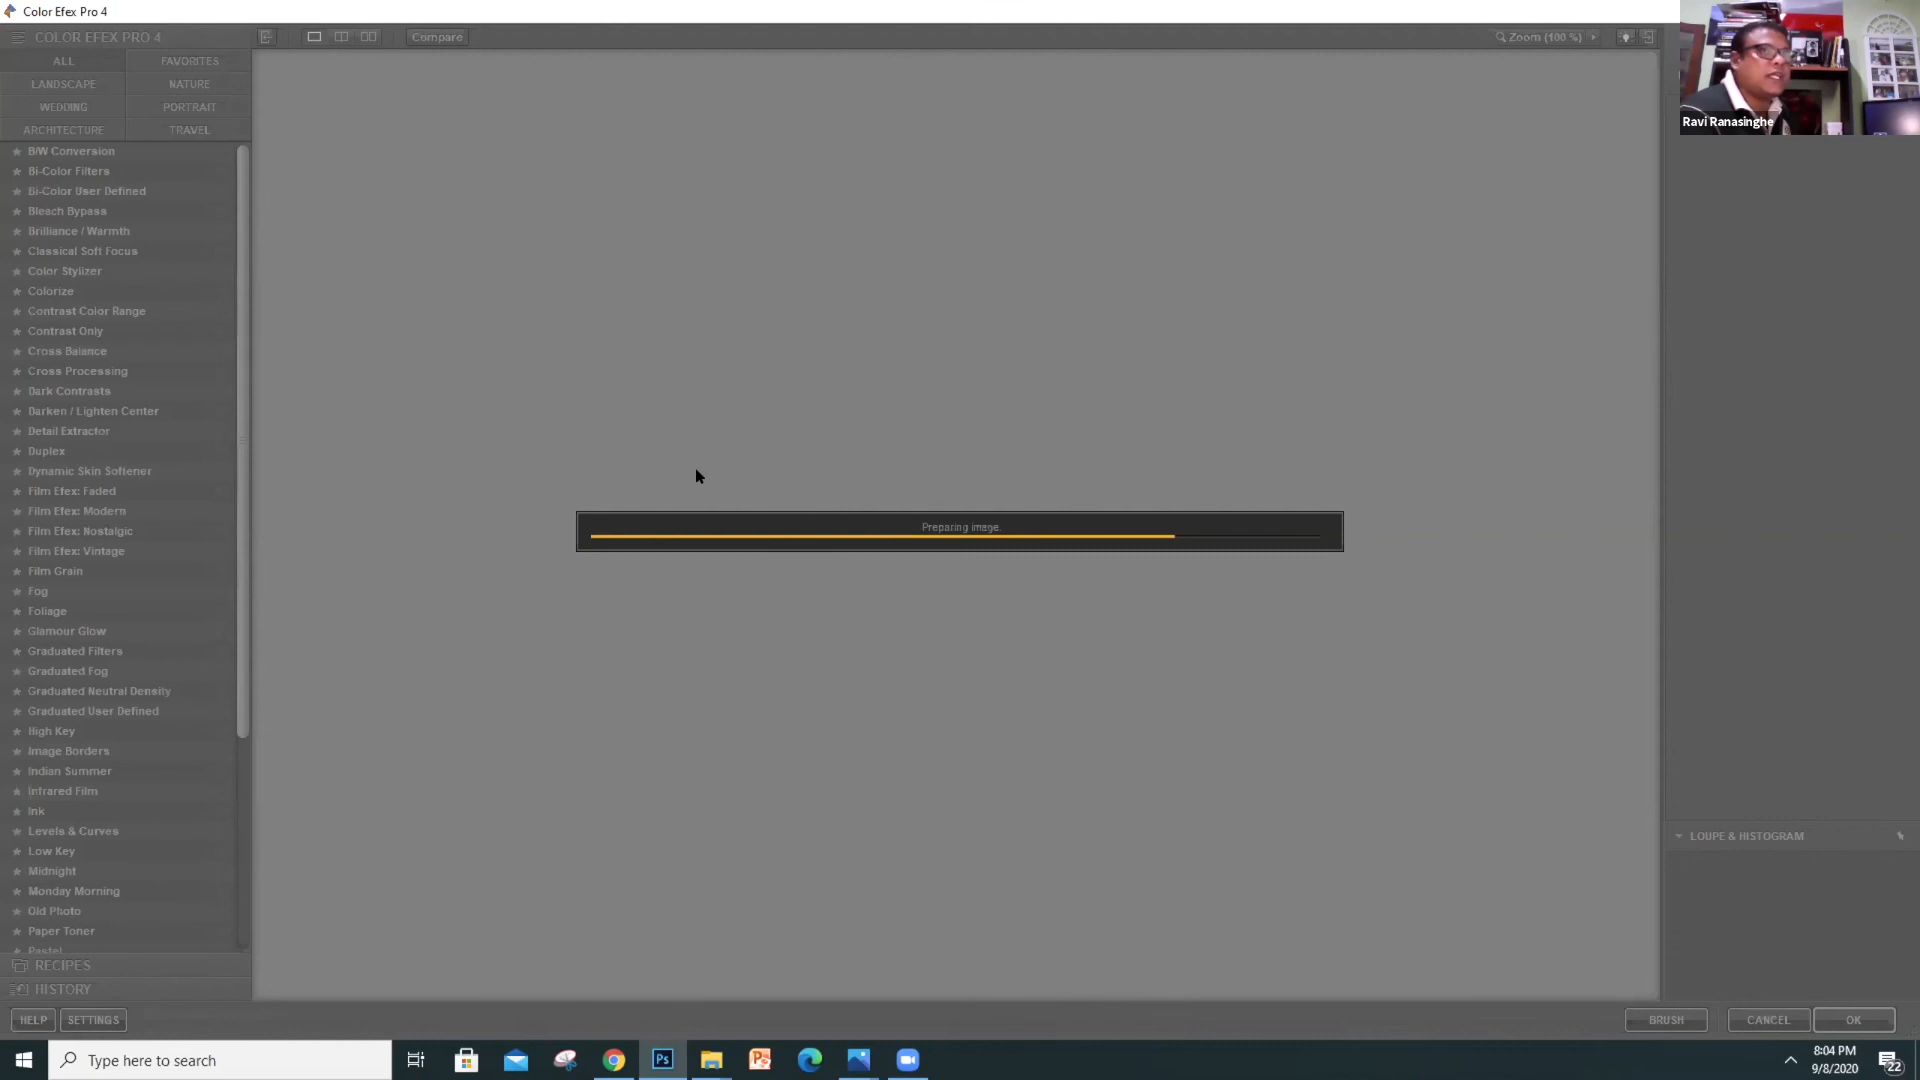 Color Efex Pro 4
COLOR EFEX PRO 4
Compare
Zoom (100 %)
ALL
FAVORITES
LANDSCAPE
NATURE
WEDDING
PORTRAIT
ARCHITECTURE
TRAVEL
B/W Conversion
Bi-Color Filters
Bi-Color User Defined
Bleach Bypass
Brilliance / Warmth
Classical Soft Focus
Color Stylizer
Colorize
Contrast Color Range
Contrast Only
Cross Balance
Cross Processing
Dark Contrasts
Darken / Lighten Center
Detail Extractor
Duplex
Dynamic Skin Softener
Film Efex: Faded
Film Efex: Modern
Film Efex: Nostalgic
Film Efex: Vintage
Film Grain
Fog
Foliage
Glamour Glow
Graduated Filters
Graduated Fog
Graduated Neutral Density
Graduated User Defined
High Key
Image Borders
Indian Summer
Infrared Film
Ink
Levels & Curves
Low Key
Midnight
Monday Morning
Old Photo
Paper Toner
Pastel
RECIPES
HISTORY
HELP
SETTINGS
Preparing image.
Ravi Ranasinghe
LOUPE & HISTOGRAM
BRUSH
CANCEL
OK
Type here to search
Ps
8:04 PM
9/8/2020
22